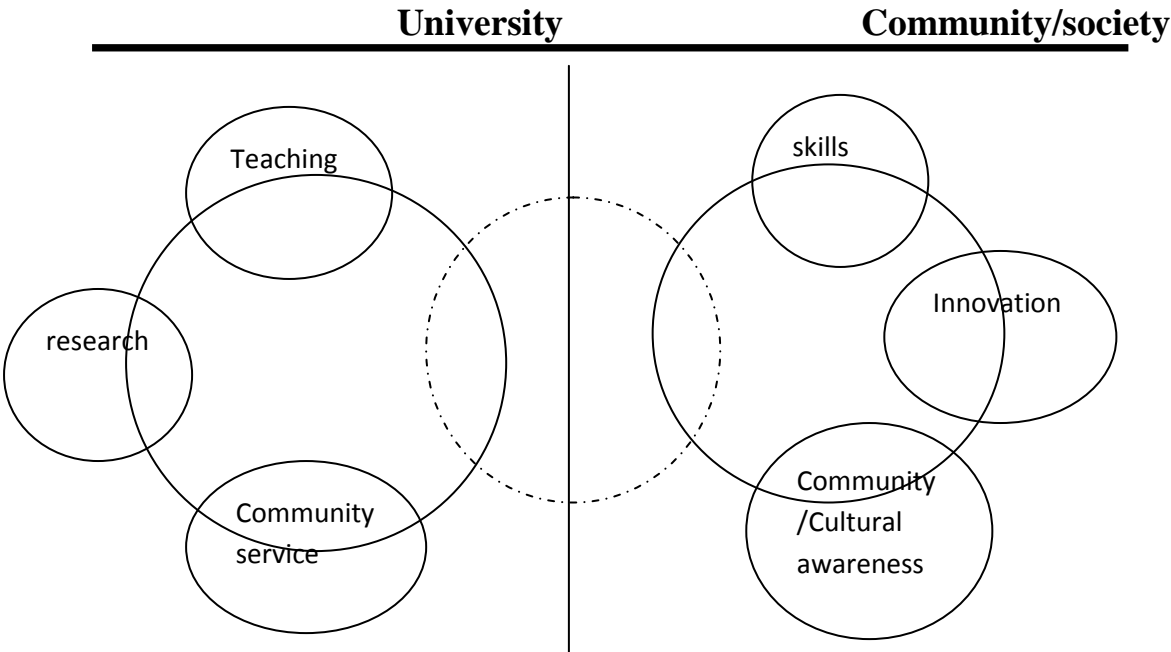 University
Community/society
Teaching
research
Community
service
skills
Innovation
Community
/Cultural
awareness